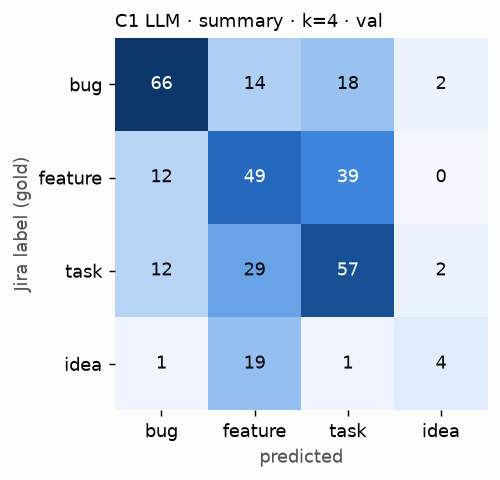 C1 LLM · summary · k=4 · val
bug 66 14 18 2
feature 12 49 39 0
task 12 29 57 2
idea 1 19 1 4
bug feature task idea
predicted
Jira label (gold)